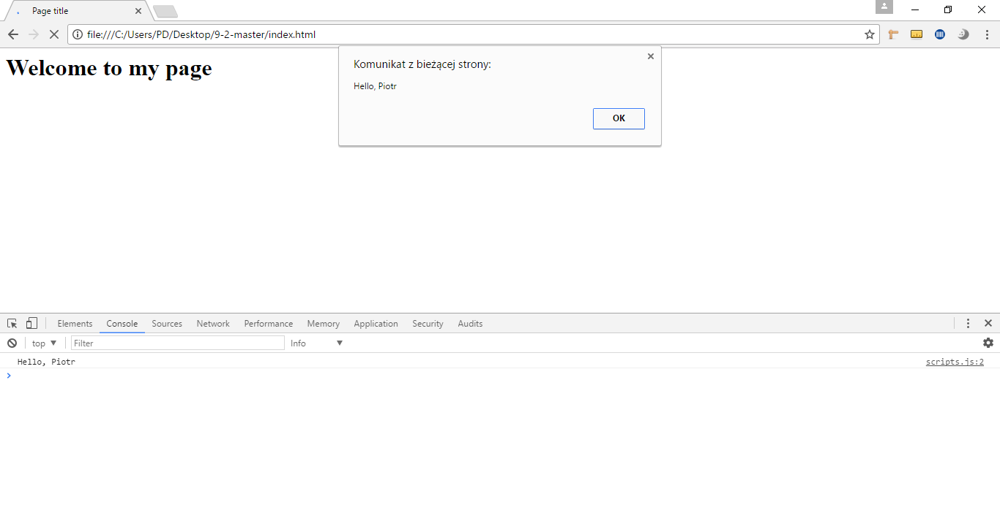 Page title
file:///C:/Users/PD/Desktop/9-2-master/index.html
Welcome to my page
Komunikat z bieżącej strony:
Hello, Piotr
OK
Elements Console Sources Network Performance Memory Application Security Audits
top Filter Info
Hello, Piotr scripts.js:2